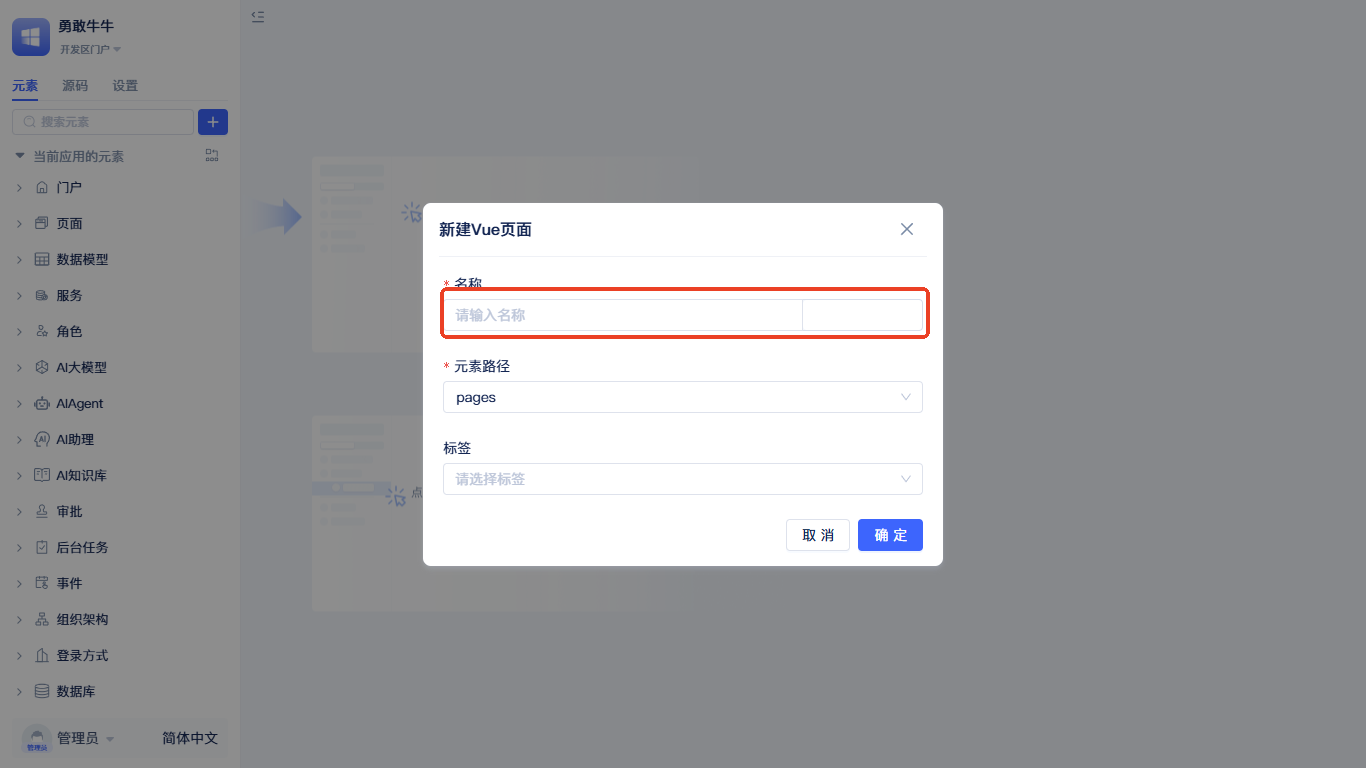 勇敢牛牛
开发区门户
元素 源码 设置
搜索元素
当前应用的元素
门户
页面
数据模型
服务
角色
AI大模型
AIAgent
AI助理
AI知识库
审批
后台任务
事件
组织架构
登录方式
数据库
管理员
管理员
简体中文
点
新建Vue页面
* 名称
请输入名称
* 元素路径
pages
标签
请选择标签
取 消
确 定